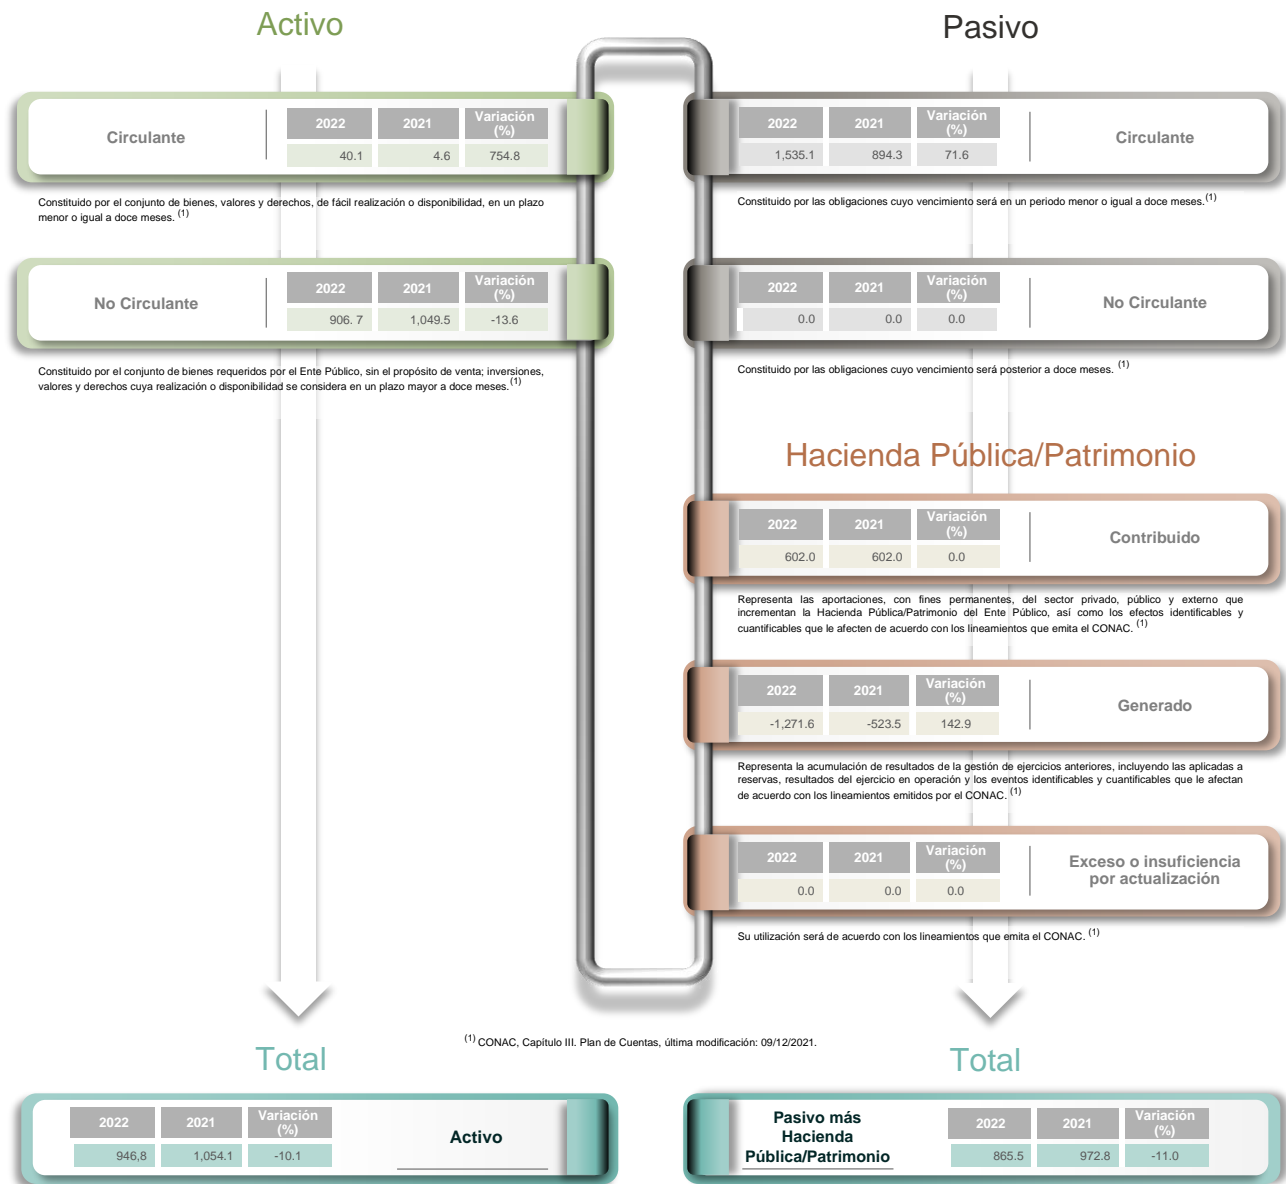 Activo
Circulante
2022 2021 Variación (%)
40.1 4.6 754.8
Constituido por el conjunto de bienes, valores y derechos, de fácil realización o disponibilidad, en un plazo
menor o igual a doce meses. (1)
No Circulante
2022 2021 Variación (%)
906. 7 1,049.5 -13.6
Constituido por el conjunto de bienes requeridos por el Ente Público, sin el propósito de venta; inversiones,
valores y derechos cuya realización o disponibilidad se considera en un plazo mayor a doce meses.(1)
Pasivo
2022 2021 Variación (%)
1,535.1 894.3 71.6
Circulante
Constituido por las obligaciones cuyo vencimiento será en un periodo menor o igual a doce meses.(1)
2022 2021 Variación (%)
0.0 0.0 0.0
No Circulante
Constituido por las obligaciones cuyo vencimiento será posterior a doce meses. (1)
Hacienda Pública/Patrimonio
2022 2021 Variación (%)
602.0 602.0 0.0
Contribuido
Representa las aportaciones, con fines permanentes, del sector privado, público y externo que
incrementan la Hacienda Pública/Patrimonio del Ente Público, así como los efectos identificables y
cuantificables que le afecten de acuerdo con los lineamientos que emita el CONAC. (1)
2022 2021 Variación (%)
-1,271.6 -523.5 142.9
Generado
Representa la acumulación de resultados de la gestión de ejercicios anteriores, incluyendo las aplicadas a
reservas, resultados del ejercicio en operación y los eventos identificables y cuantificables que le afectan
de acuerdo con los lineamientos emitidos por el CONAC. (1)
2022 2021 Variación (%)
0.0 0.0 0.0
Exceso o insuficiencia
por actualización
Su utilización será de acuerdo con los lineamientos que emita el CONAC. (1)
(1) CONAC, Capítulo III. Plan de Cuentas, última modificación: 09/12/2021.
Total
2022 2021 Variación (%)
946,8 1,054.1 -10.1
Activo
Total
Pasivo más
Hacienda
Pública/Patrimonio
2022 2021 Variación (%)
865.5 972.8 -11.0